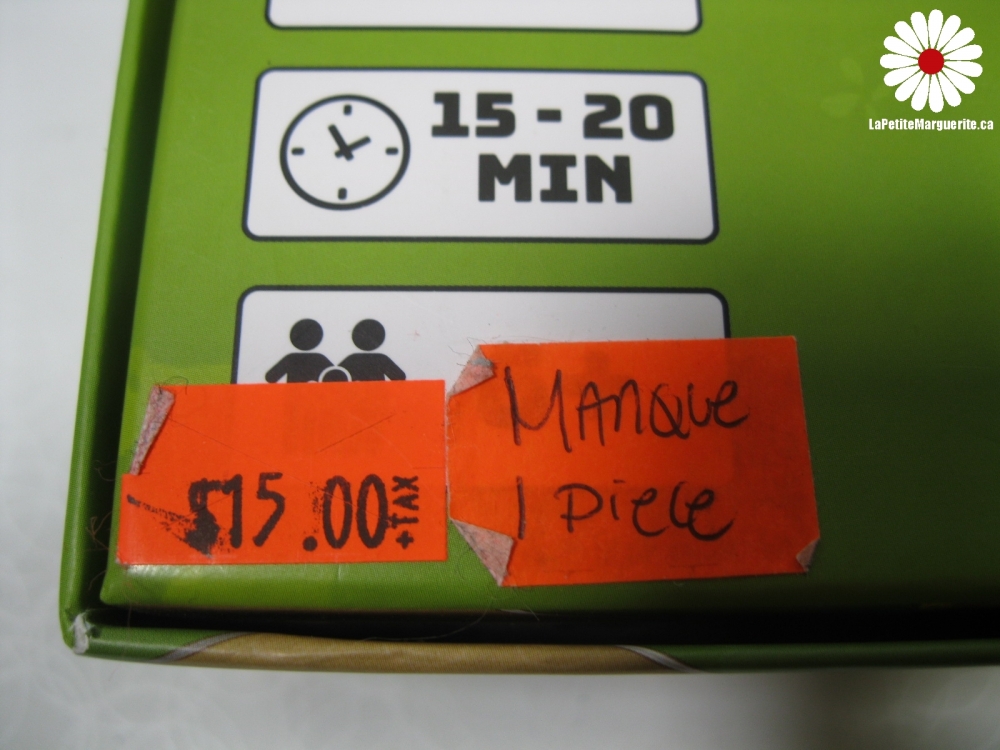 LaPetiteMarguerite.ca
15 - 20
MIN
$15.00 +TAX
MANQUE
1 PIECE